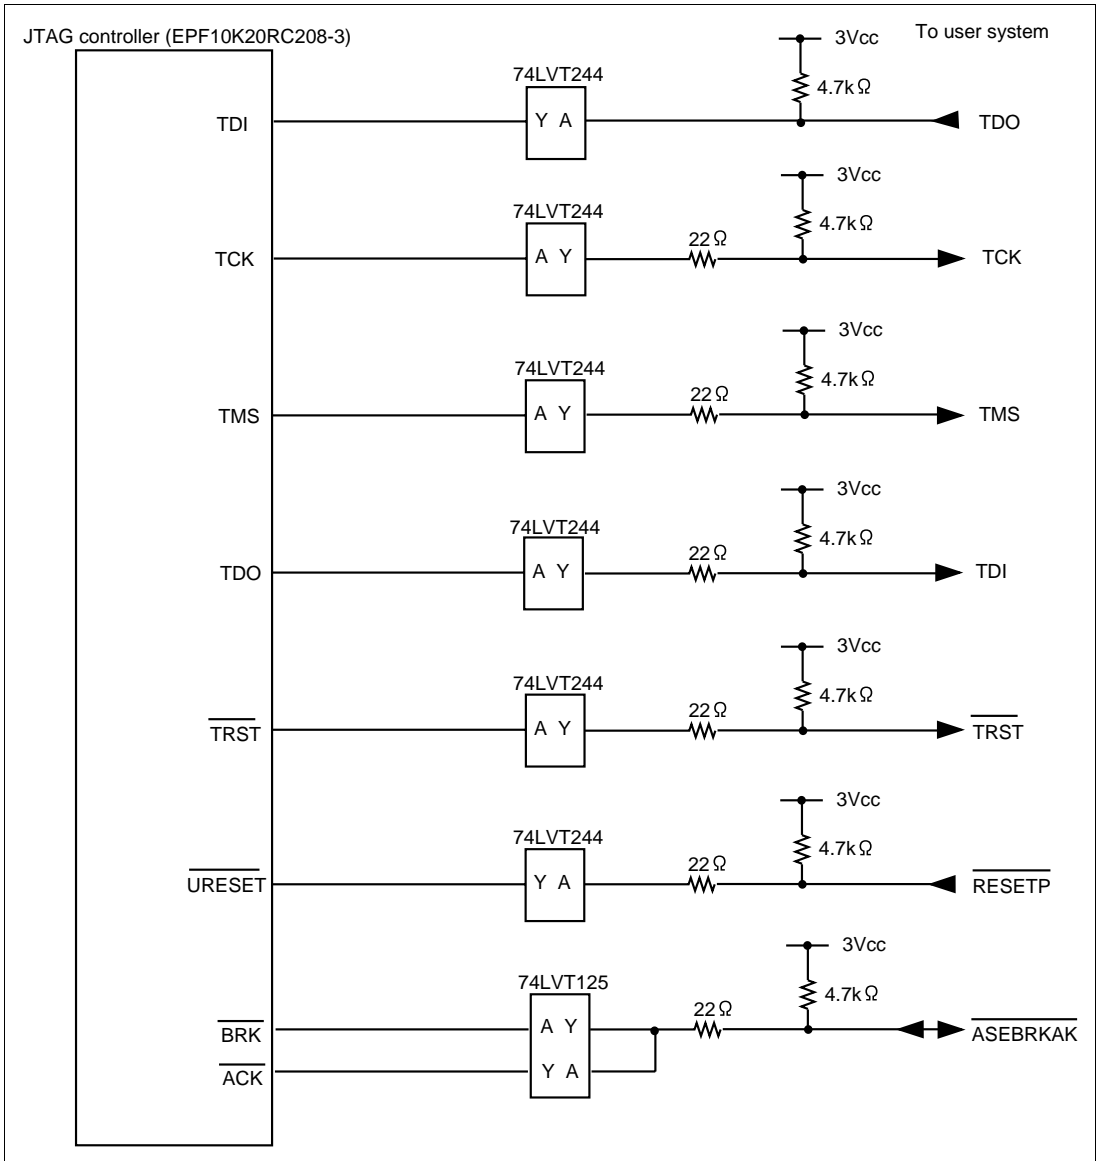 JTAG controller (EPF10K20RC208-3)
To user system
3Vcc
4.7kΩ
74LVT244
TDI
Y A
TDO
3Vcc
4.7kΩ
74LVT244
22Ω
TCK
A Y
TCK
3Vcc
4.7kΩ
74LVT244
22Ω
TMS
A Y
TMS
3Vcc
4.7kΩ
74LVT244
22Ω
TDO
A Y
TDI
3Vcc
4.7kΩ
74LVT244
22Ω
TRST
A Y
TRST
3Vcc
4.7kΩ
74LVT244
22Ω
URESET
Y A
RESETP
3Vcc
4.7kΩ
74LVT125
22Ω
BRK
A Y
ASEBRKAK
ACK
Y A